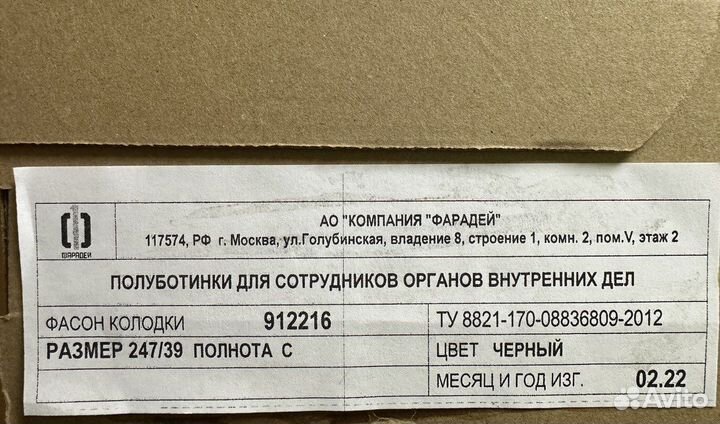 АО "КОМПАНИЯ "ФАРАДЕЙ"
117574, РФ г. Москва, ул.Голубинская, владение 8, строение 1, комн. 2, пом.V, этаж 2
ФАРАДЕЙ
ПОЛУБОТИНКИ ДЛЯ СОТРУДНИКОВ ОРГАНОВ ВНУТРЕННИХ ДЕЛ
ФАСОН КОЛОДКИ 912216 ТУ 8821-170-08836809-2012
РАЗМЕР 247/39 ПОЛНОТА С ЦВЕТ ЧЕРНЫЙ
МЕСЯЦ И ГОД ИЗГ. 02.22
Avito